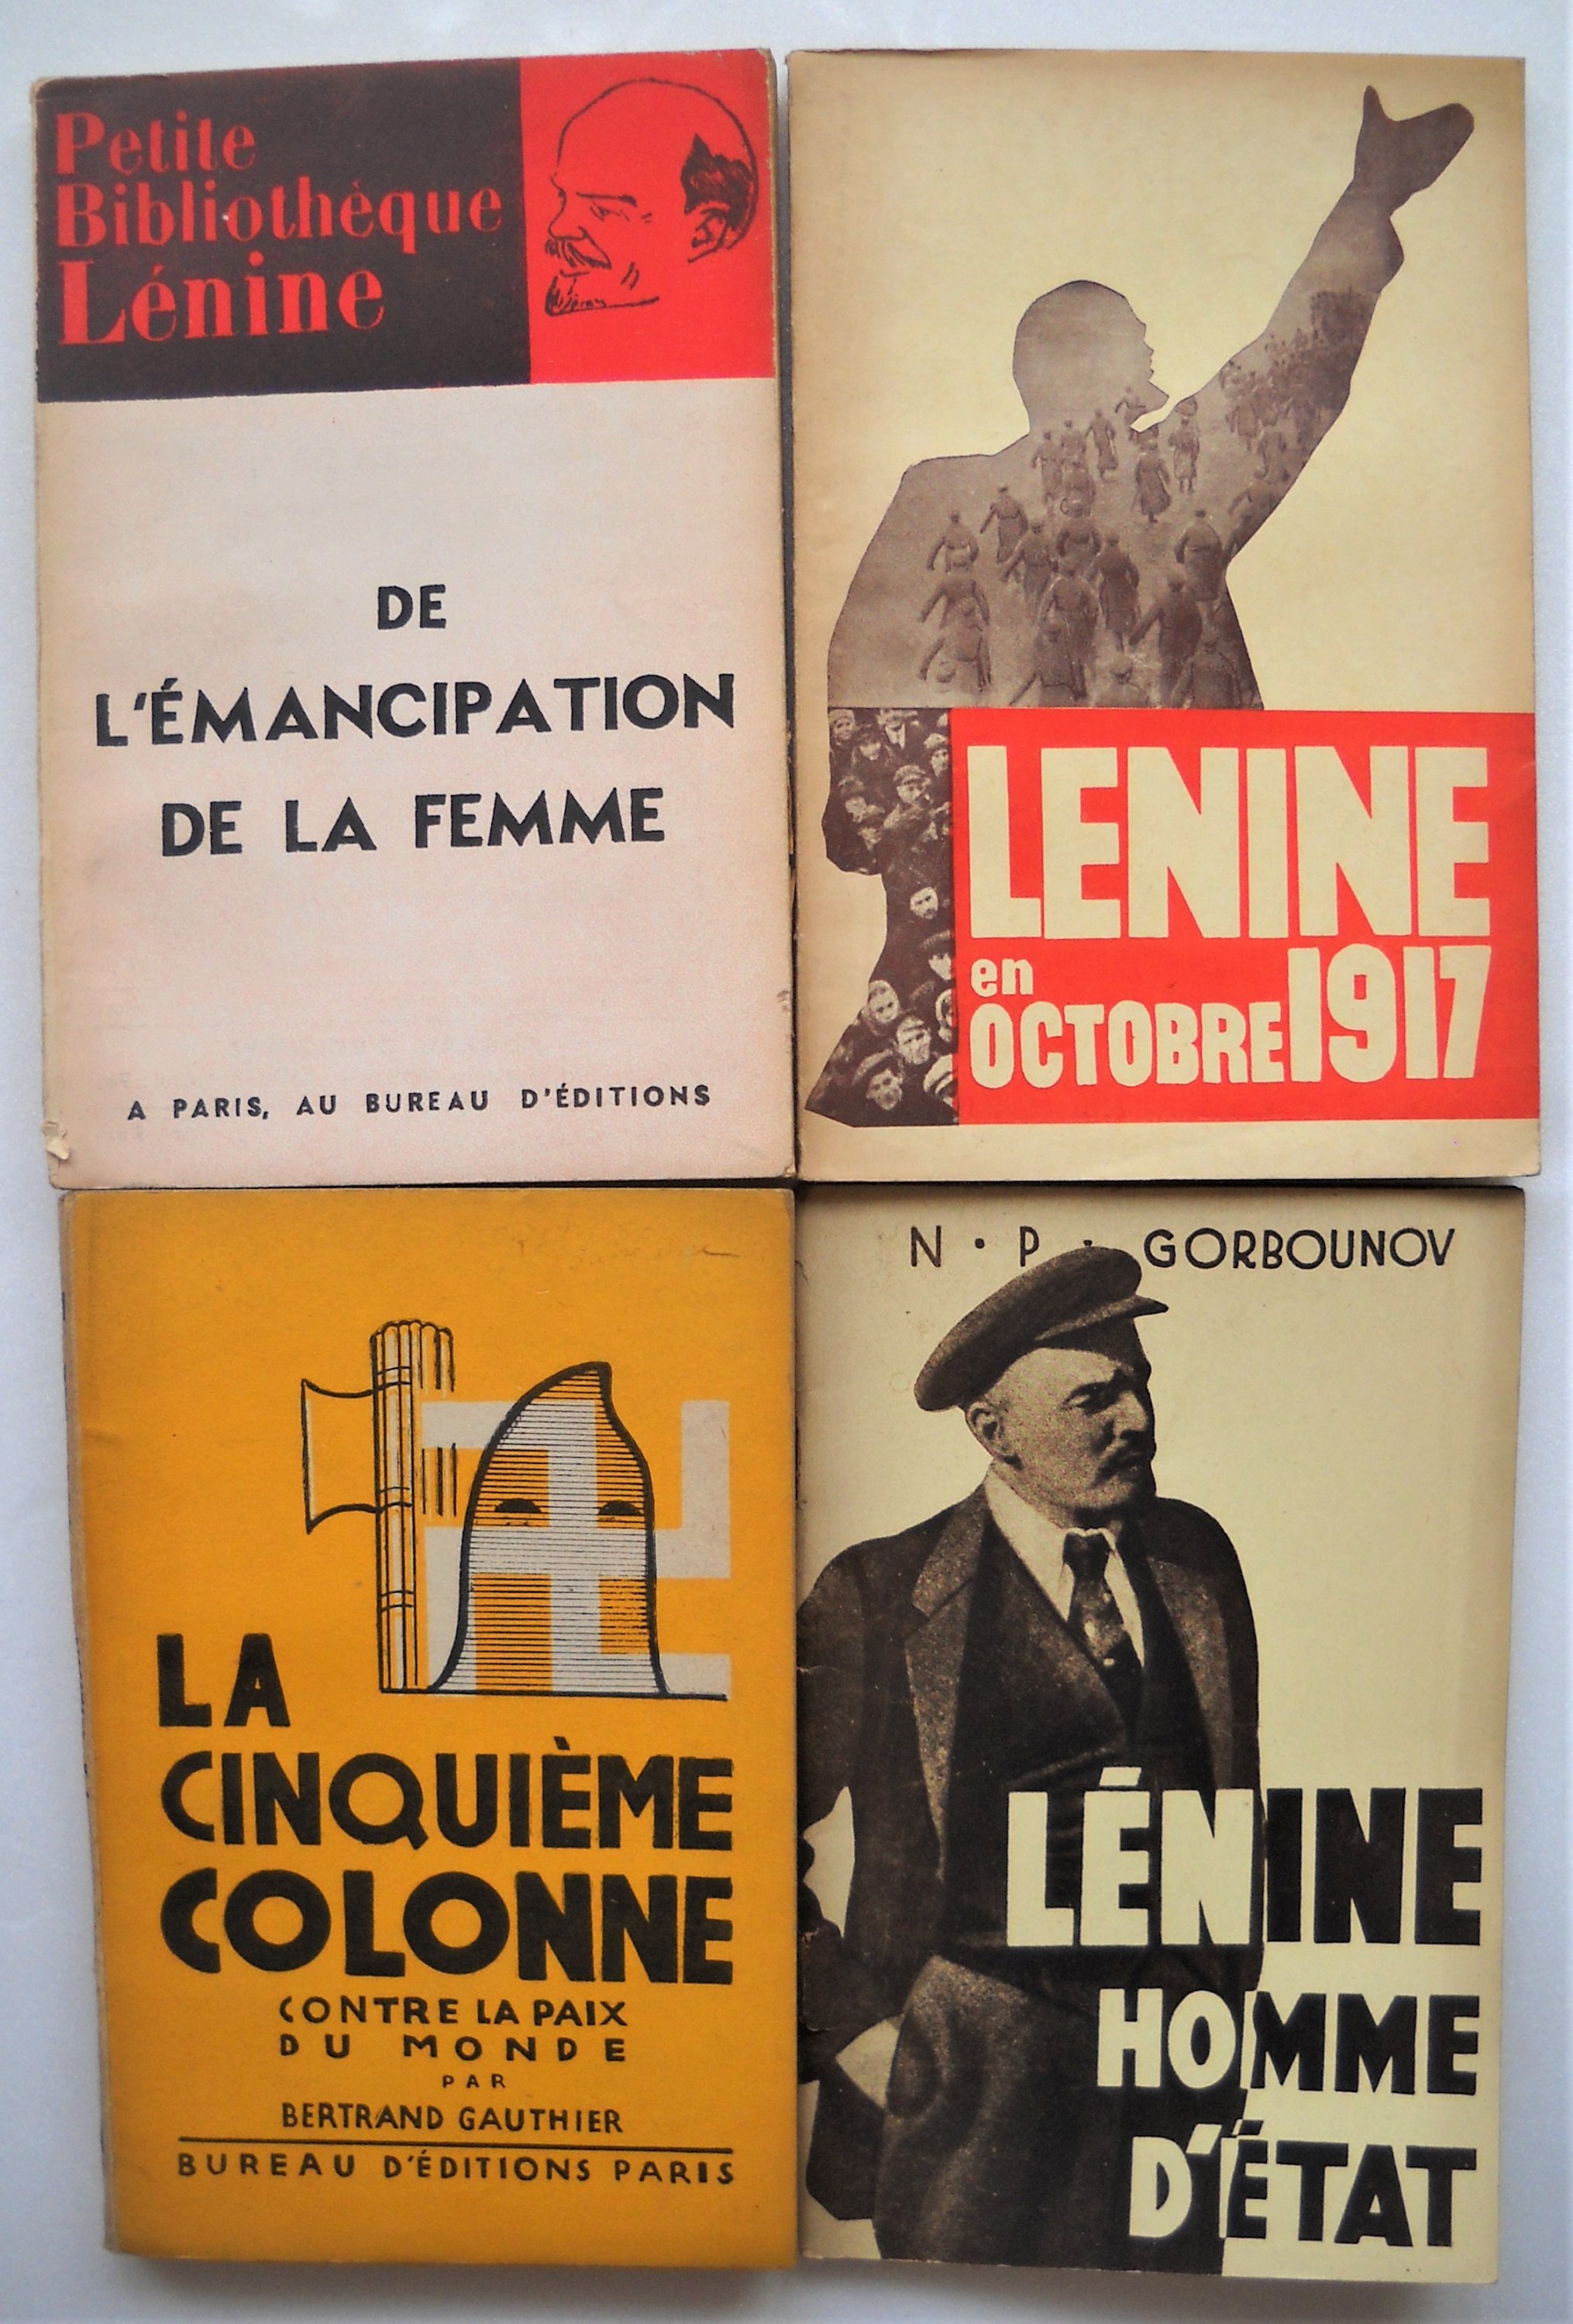 Petite
Bibliothèque
Lénine
DE
L'ÉMANCIPATION
DE LA FEMME
A PARIS, AU BUREAU D'ÉDITIONS
LENINE
en
OCTOBRE 1917
LA
CINQUIÈME
COLONNE
CONTRE LA PAIX
DU MONDE
PAR
BERTRAND GAUTHIER
BUREAU D'ÉDITIONS PARIS
N · P · GORBOUNOV
LÉNINE
HOMME
D'ÉTAT